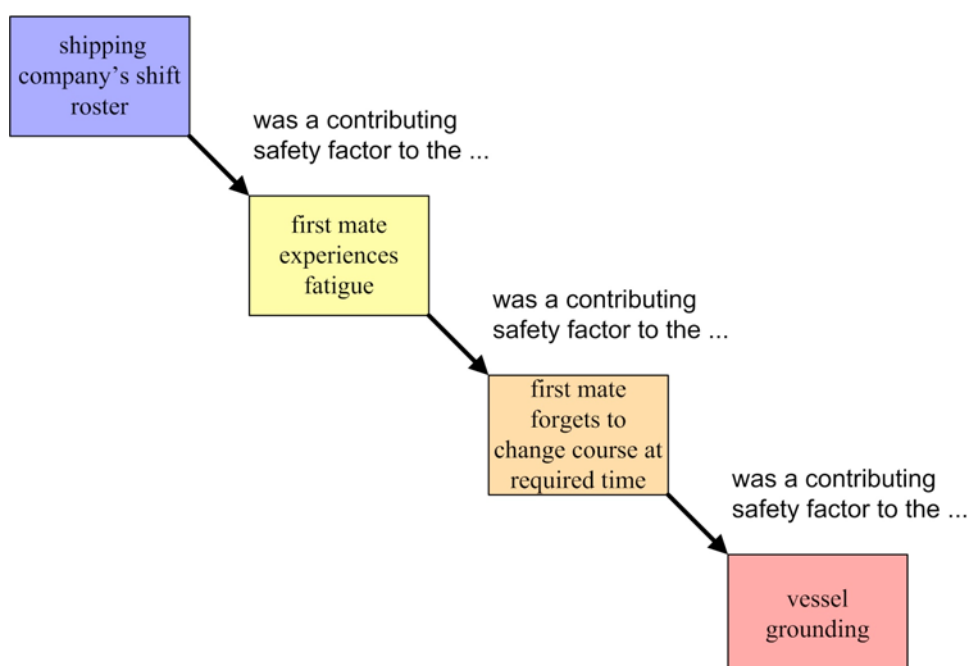 shipping
company’s shift
roster
was a contributing
safety factor to the ...
first mate
experiences
fatigue
was a contributing
safety factor to the ...
first mate
forgets to
change course at
required time
was a contributing
safety factor to the ...
vessel
grounding